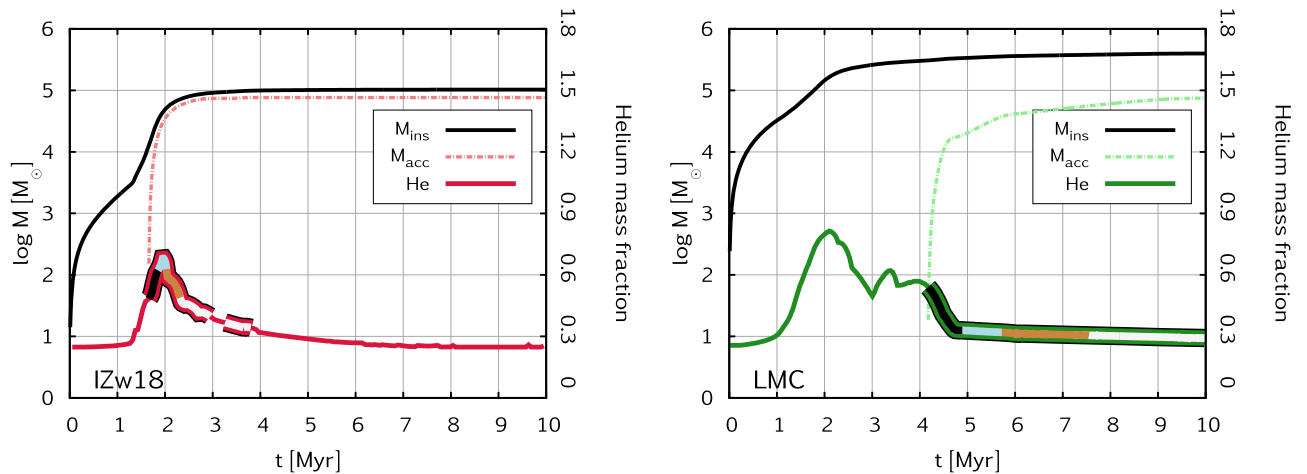 6
5
4
3
2
1
0
log M [M☉]
1.8
1.5
1.2
0.9
0.6
0.3
0
Helium mass fraction
M_ins
M_acc
He
IZw18
0 1 2 3 4 5 6 7 8 9 10
t [Myr]
6
5
4
3
2
1
0
log M [M☉]
1.8
1.5
1.2
0.9
0.6
0.3
0
Helium mass fraction
M_ins
M_acc
He
LMC
0 1 2 3 4 5 6 7 8 9 10
t [Myr]